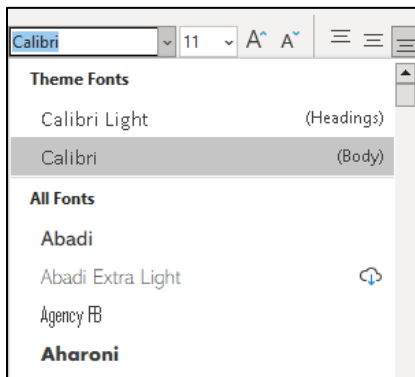 Calibri 11 A A
Theme Fonts
Calibri Light (Headings)
Calibri (Body)
All Fonts
Abadi
Abadi Extra Light
Agency FB
Aharoni